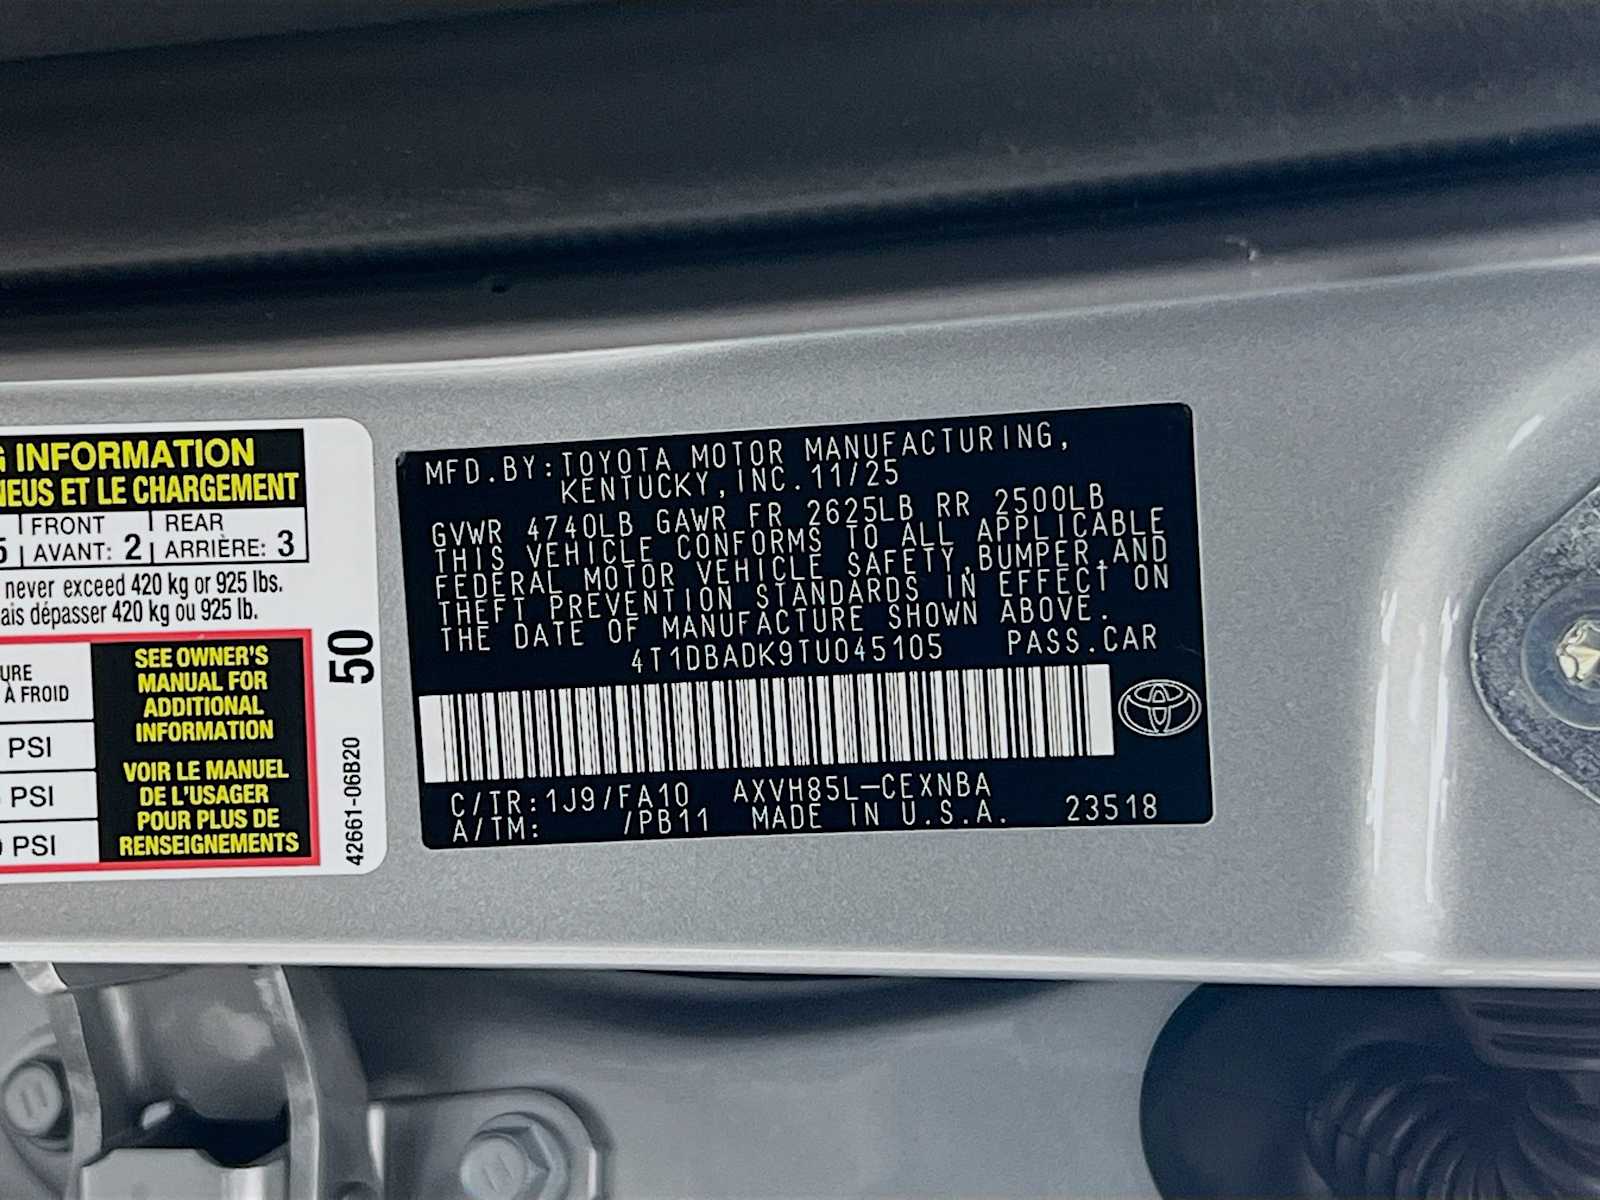 INFORMATION
NEUS ET LE CHARGEMENT
FRONT
AVANT: 2
REAR
ARRIÈRE: 3
never exceed 420 kg or 925 lbs.
dépasser 420 kg ou 925 lb.
À FROID
PSI
PSI
PSI
SEE OWNER'S
MANUAL FOR
ADDITIONAL
INFORMATION
VOIR LE MANUEL
DE L'USAGER
POUR PLUS DE
RENSEIGNEMENTS
50
42661-06B20
MFD.BY:TOYOTA MOTOR MANUFACTURING,
KENTUCKY,INC.11/25
GVWR 4740LB GAWR FR 2625LB RR 2500LB
THIS VEHICLE CONFORMS TO ALL APPLICABLE
FEDERAL MOTOR VEHICLE SAFETY,BUMPER,AND
THEFT PREVENTION STANDARDS IN EFFECT ON
THE DATE OF MANUFACTURE SHOWN ABOVE.
4T1DBADK9TU045105 PASS.CAR
C/TR:1J9/FA10 AXVH85L-CEXNBA
A/TM: /PB11 MADE IN U.S.A. 23518